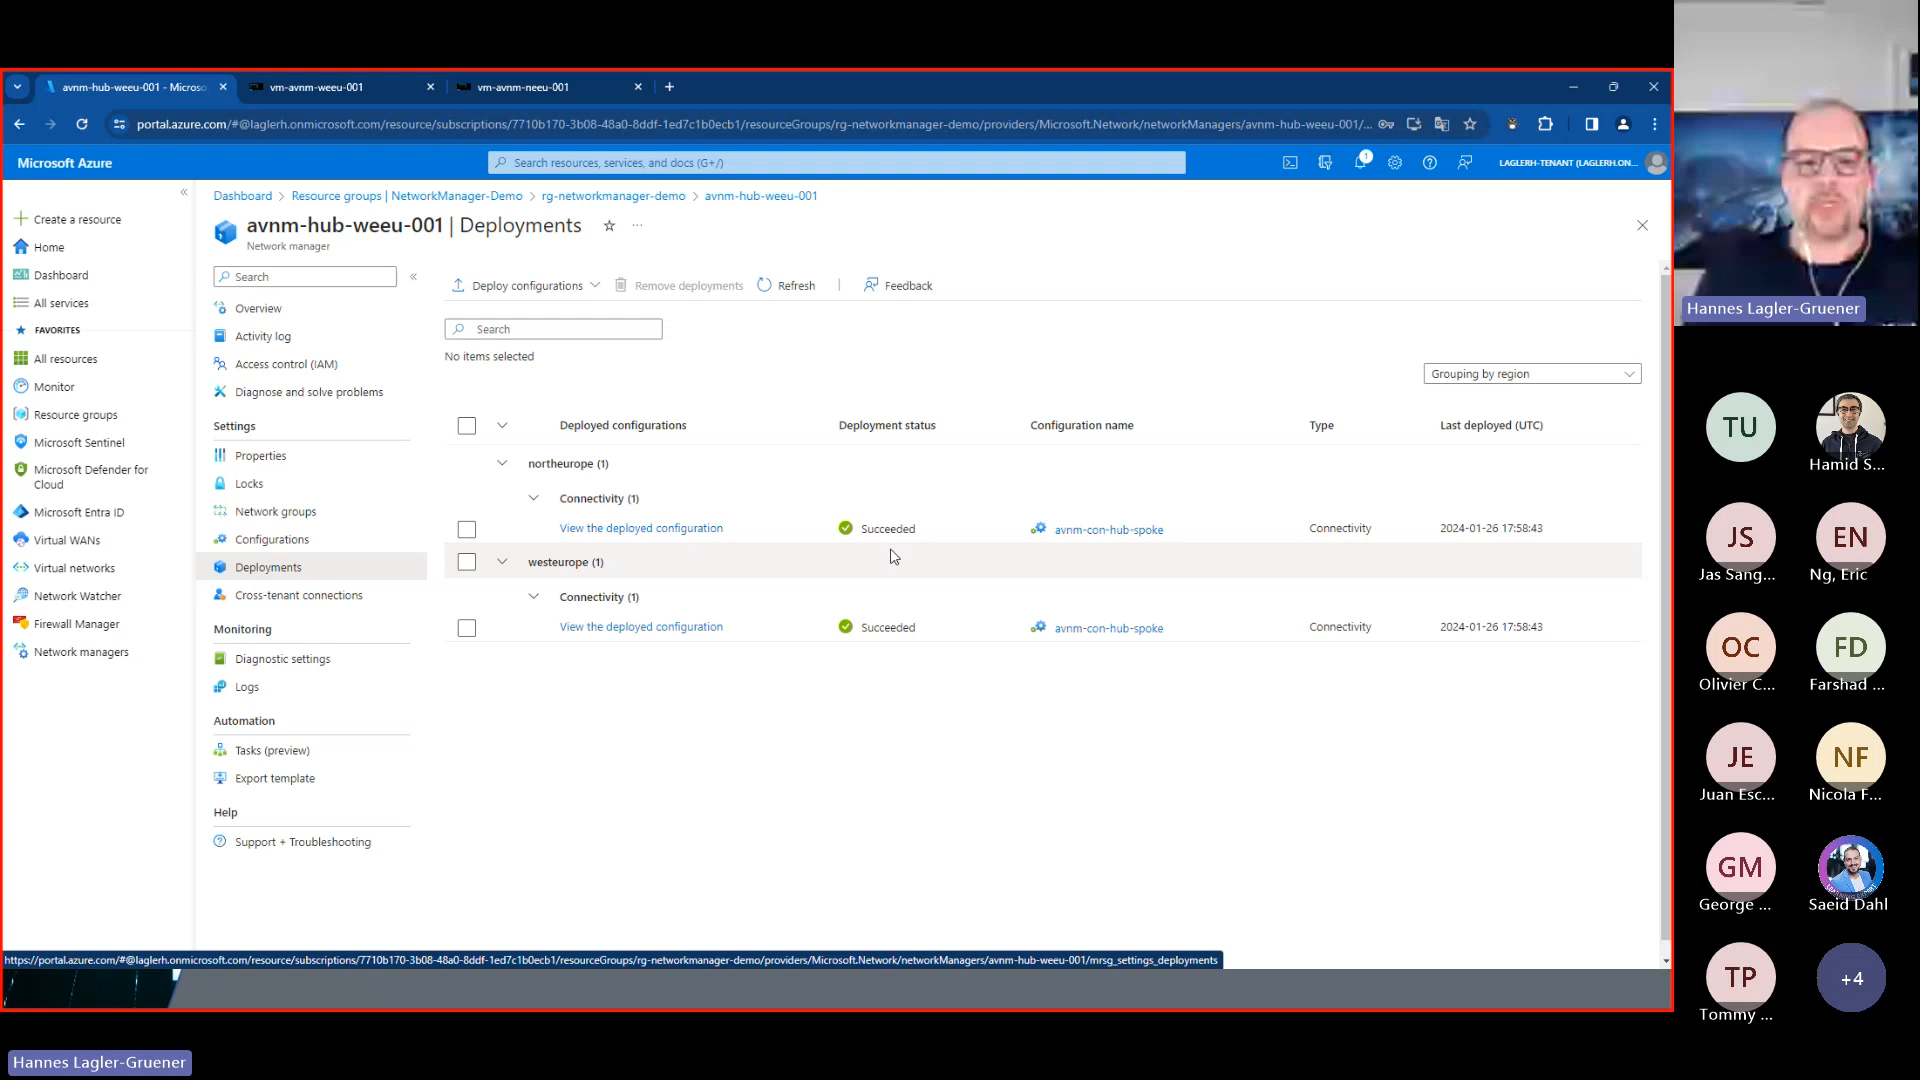 avnm-hub-weeu-001 - Microso
vm-avnm-weeu-001
vm-avnm-neeu-001
portal.azure.com/#@laglerh.onmicrosoft.com/resource/subscriptions/7710b170-3b08-48a0-8ddf-1ed7c1b0ecb1/resourceGroups/rg-networkmanager-demo/providers/Microsoft.Network/networkManagers/avnm-hub-weeu-001/...
Microsoft Azure
Search resources, services, and docs (G+/)
1
LAGLERH-TENANT (LAGLERH.ON...
Create a resource
Home
Dashboard
All services
FAVORITES
All resources
Monitor
Resource groups
Microsoft Sentinel
Microsoft Defender for
Cloud
Microsoft Entra ID
Virtual WANs
Virtual networks
Network Watcher
Firewall Manager
Network managers
Dashboard > Resource groups | NetworkManager-Demo > rg-networkmanager-demo > avnm-hub-weeu-001
avnm-hub-weeu-001 | Deployments
Network manager
Search
Overview
Activity log
Access control (IAM)
Diagnose and solve problems
Settings
Properties
Locks
Network groups
Configurations
Deployments
Cross-tenant connections
Monitoring
Diagnostic settings
Logs
Automation
Tasks (preview)
Export template
Help
Support + Troubleshooting
Deploy configurations
Remove deployments
Refresh
Feedback
Search
No items selected
Grouping by region
Deployed configurations Deployment status Configuration name Type Last deployed (UTC)
northeurope (1)
Connectivity (1)
View the deployed configuration Succeeded avnm-con-hub-spoke Connectivity 2024-01-26 17:58:43
westeurope (1)
Connectivity (1)
View the deployed configuration Succeeded avnm-con-hub-spoke Connectivity 2024-01-26 17:58:43
https://portal.azure.com/#@laglerh.onmicrosoft.com/resource/subscriptions/7710b170-3b08-48a0-8ddf-1ed7c1b0ecb1/resourceGroups/rg-networkmanager-demo/providers/Microsoft.Network/networkManagers/avnm-hub-weeu-001/mrsg_settings_deployments
Hannes Lagler-Gruener
TU
Hamid S...
JS
Jas Sang...
EN
Ng, Eric
OC
Olivier C...
FD
Farshad ...
JE
Juan Esc...
NF
Nicola F...
GM
George ...
Saeid Dahl
TP
Tommy ...
+4
Hannes Lagler-Gruener